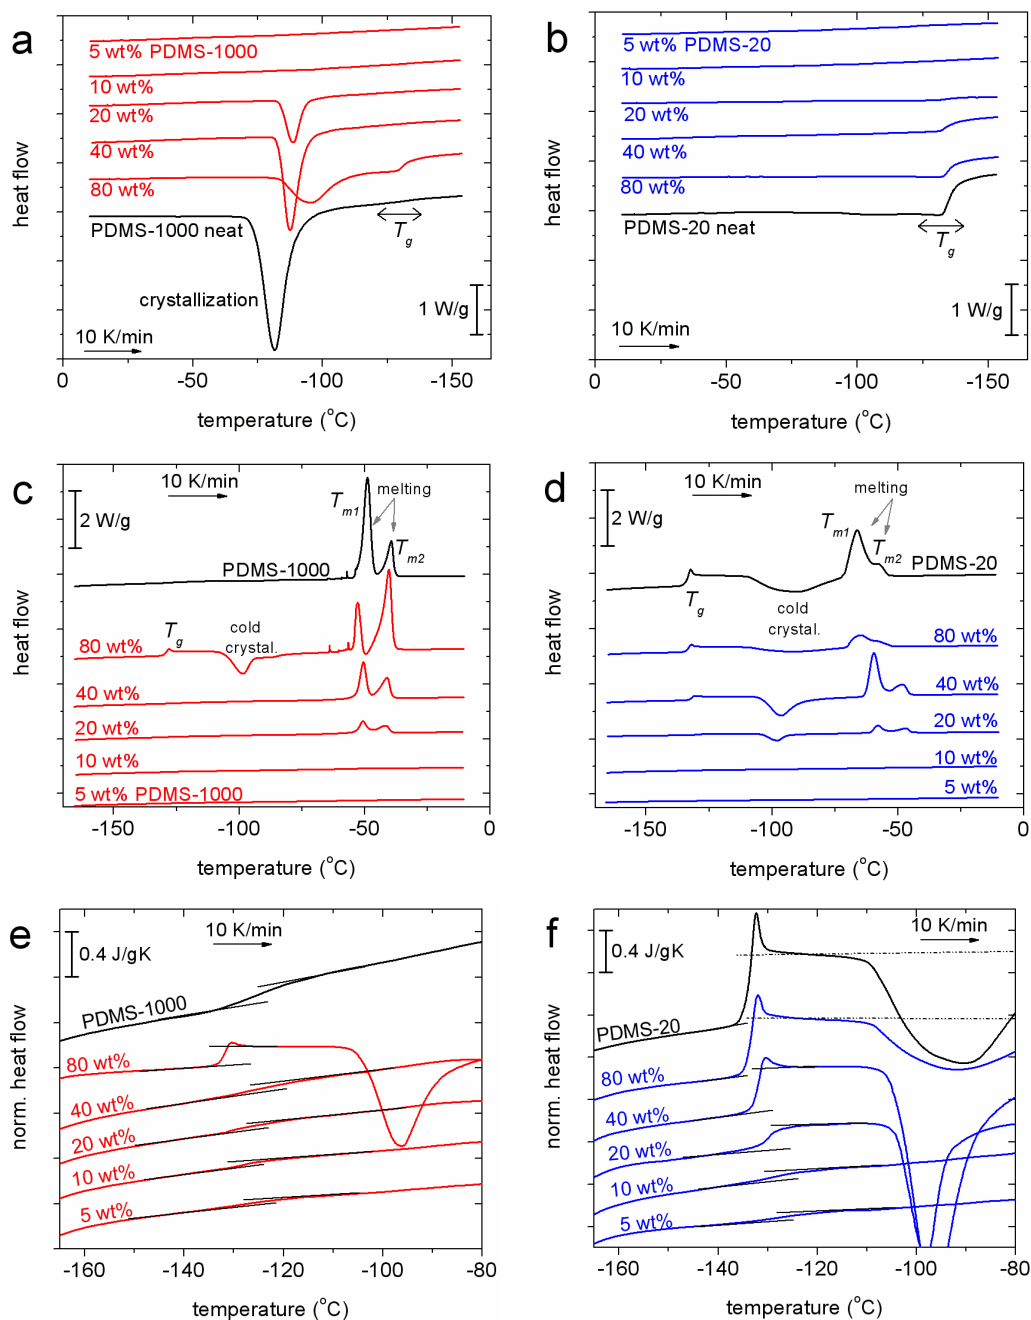 a
5 wt% PDMS-1000
10 wt%
20 wt%
40 wt%
80 wt%
PDMS-1000 neat
Tg
crystallization
1 W/g
10 K/min
heat flow
0 -50 -100 -150
temperature (°C)
b
5 wt% PDMS-20
10 wt%
20 wt%
40 wt%
80 wt%
PDMS-20 neat
Tg
1 W/g
10 K/min
heat flow
0 -50 -100 -150
temperature (°C)
c
10 K/min
2 W/g
melting
Tm1
Tm2
PDMS-1000
Tg
cold
crystal.
80 wt%
40 wt%
20 wt%
10 wt%
5 wt% PDMS-1000
heat flow
-150 -100 -50 0
temperature (°C)
d
10 K/min
2 W/g
melting
Tm1
Tm2
PDMS-20
Tg
cold
crystal.
80 wt%
40 wt%
20 wt%
10 wt%
5 wt%
heat flow
-150 -100 -50 0
temperature (°C)
e
10 K/min
0.4 J/gK
PDMS-1000
80 wt%
40 wt%
20 wt%
10 wt%
5 wt%
norm. heat flow
-160 -140 -120 -100 -80
temperature (°C)
f
10 K/min
0.4 J/gK
PDMS-20
80 wt%
40 wt%
20 wt%
10 wt%
5 wt%
norm. heat flow
-160 -140 -120 -100 -80
temperature (°C)